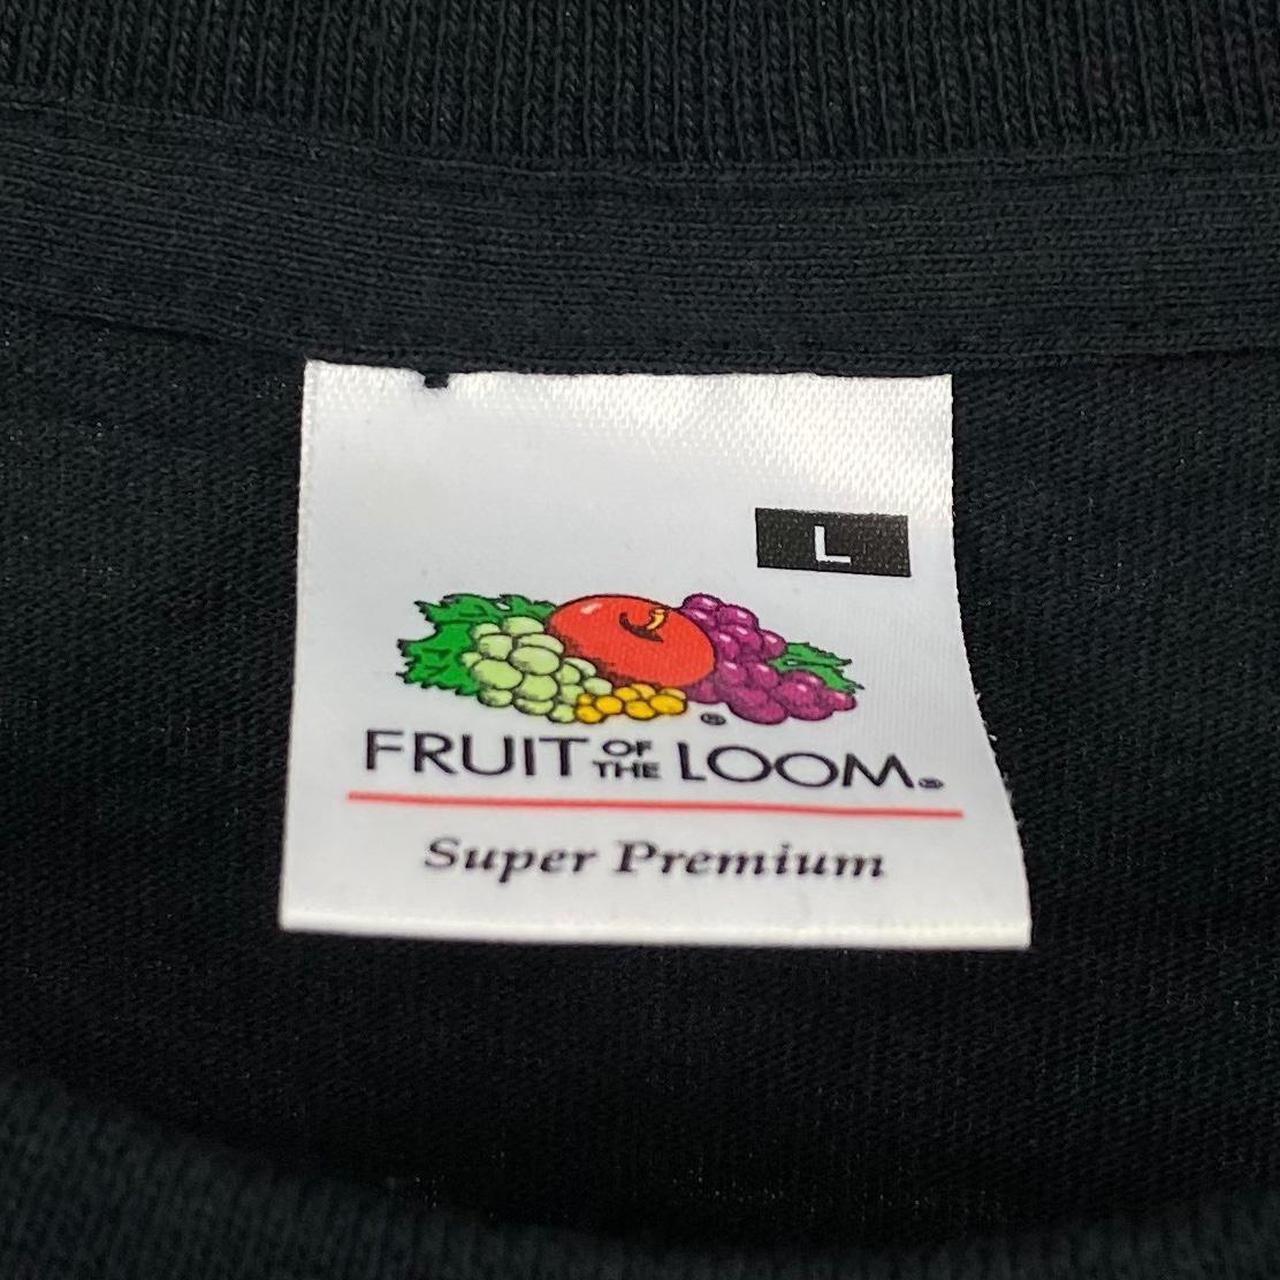 L
®
FRUIT OF THE LOOM®
Super Premium